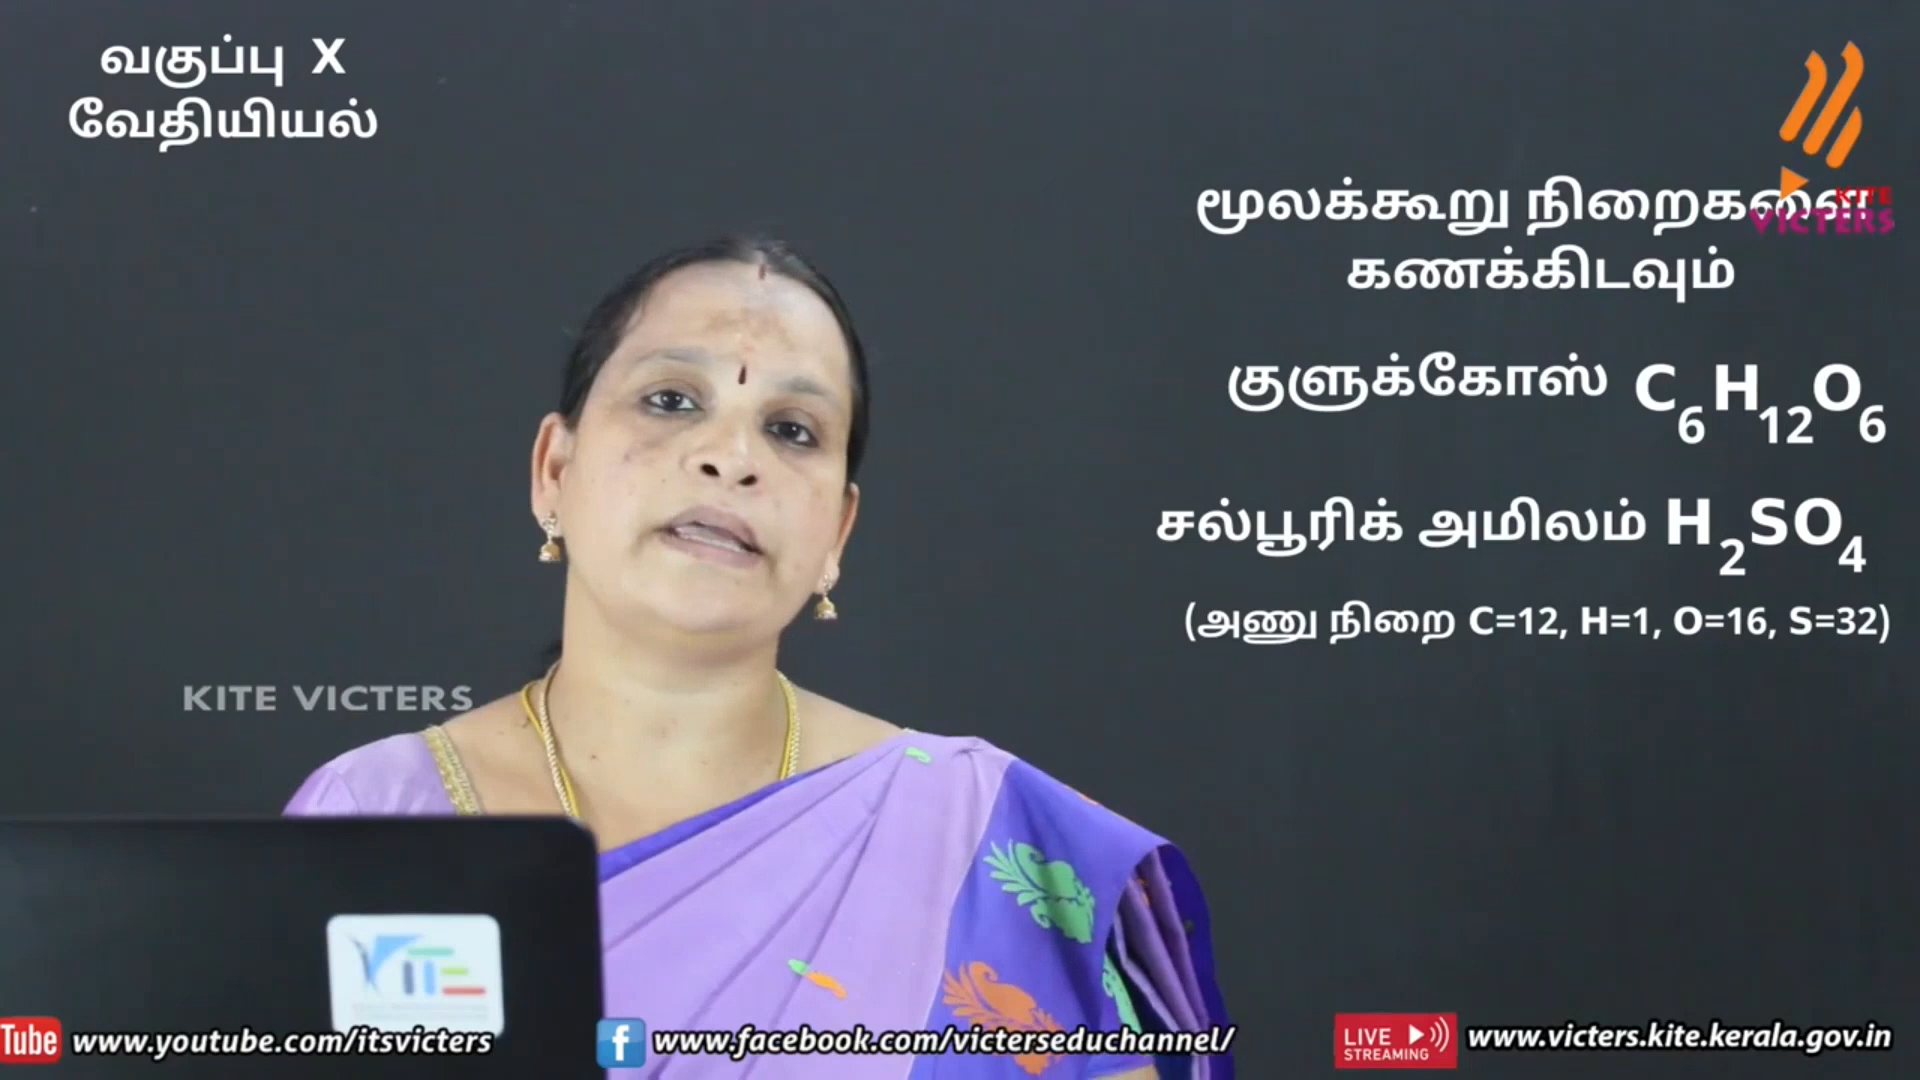 வகுப்பு X
வேதியியல்
KITE
VICTERS
மூலக்கூறு நிறைகளை
கணக்கிடவும்
குளுக்கோஸ் C6H12O6
சல்பூரிக் அமிலம் H2SO4
(அணு நிறை C=12, H=1, O=16, S=32)
KITE VICTERS
Tube www.youtube.com/itsvicters
www.facebook.com/victerseduchannel/
LIVE
STREAMING
www.victers.kite.kerala.gov.in